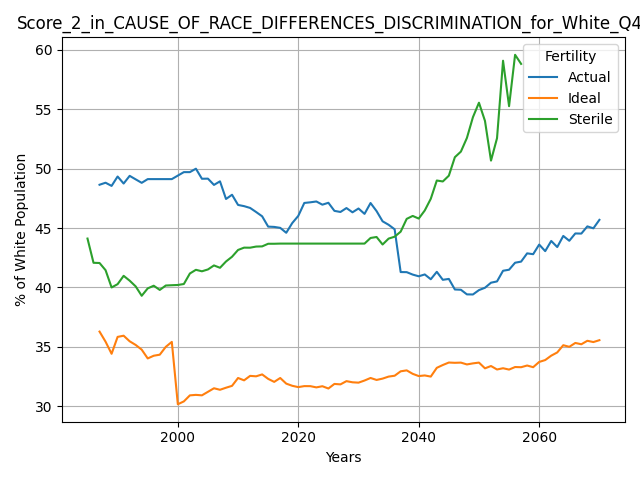 Score_2_in_CAUSE_OF_RACE_DIFFERENCES_DISCRIMINATION_for_White_Q4
60
55
50
45
40
35
30
% of White Population
2000 2020 2040 2060
Years
Fertility
Actual
Ideal
Sterile